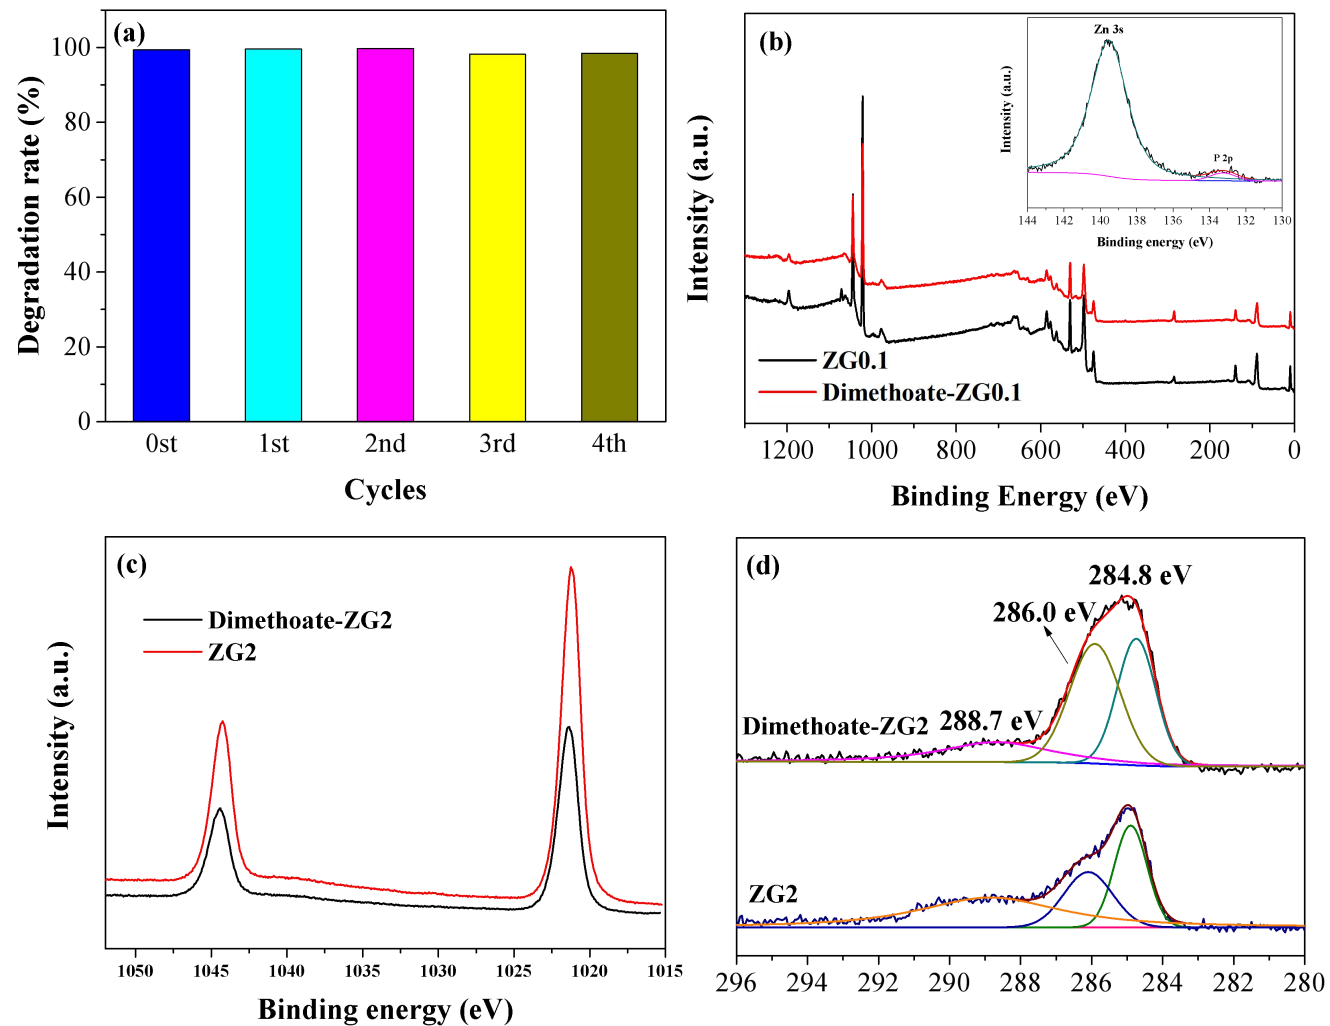 (a)
Degradation rate (%)
100
80
60
40
20
0
0st 1st 2nd 3rd 4th
Cycles
(b)
Intensity (a.u.)
ZG0.1
Dimethoate-ZG0.1
1200 1000 800 600 400 200 0
Binding Energy (eV)
Zn 3s
P 2p
Intensity (a.u.)
144 142 140 138 136 134 132 130
Binding energy (eV)
(c)
Intensity (a.u.)
Dimethoate-ZG2
ZG2
1050 1045 1040 1035 1030 1025 1020 1015
Binding energy (eV)
(d)
284.8 eV
286.0 eV
288.7 eV
Dimethoate-ZG2
ZG2
296 294 292 290 288 286 284 282 280